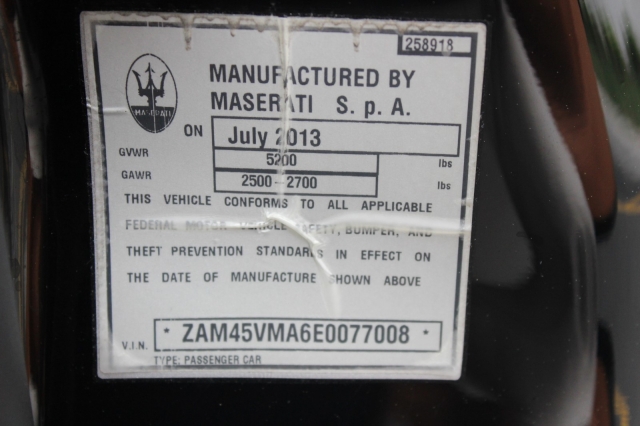 258918
MANUFACTURED BY
MASERATI
MASERATI S. p A.
ON July 2013
GVWR 5200 lbs
GAWR 2500-2700 lbs
THIS VEHICLE CONFORMS TO ALL APPLICABLE
FEDERAL MOTOR VEHICLE SAFETY, BUMPER, AND
THEFT PREVENTION STANDARDS IN EFFECT ON
THE DATE OF MANUFACTURE SHOWN ABOVE
V.I.N. * ZAM45VMA6E0077008 *
TYPE: PASSENGER CAR